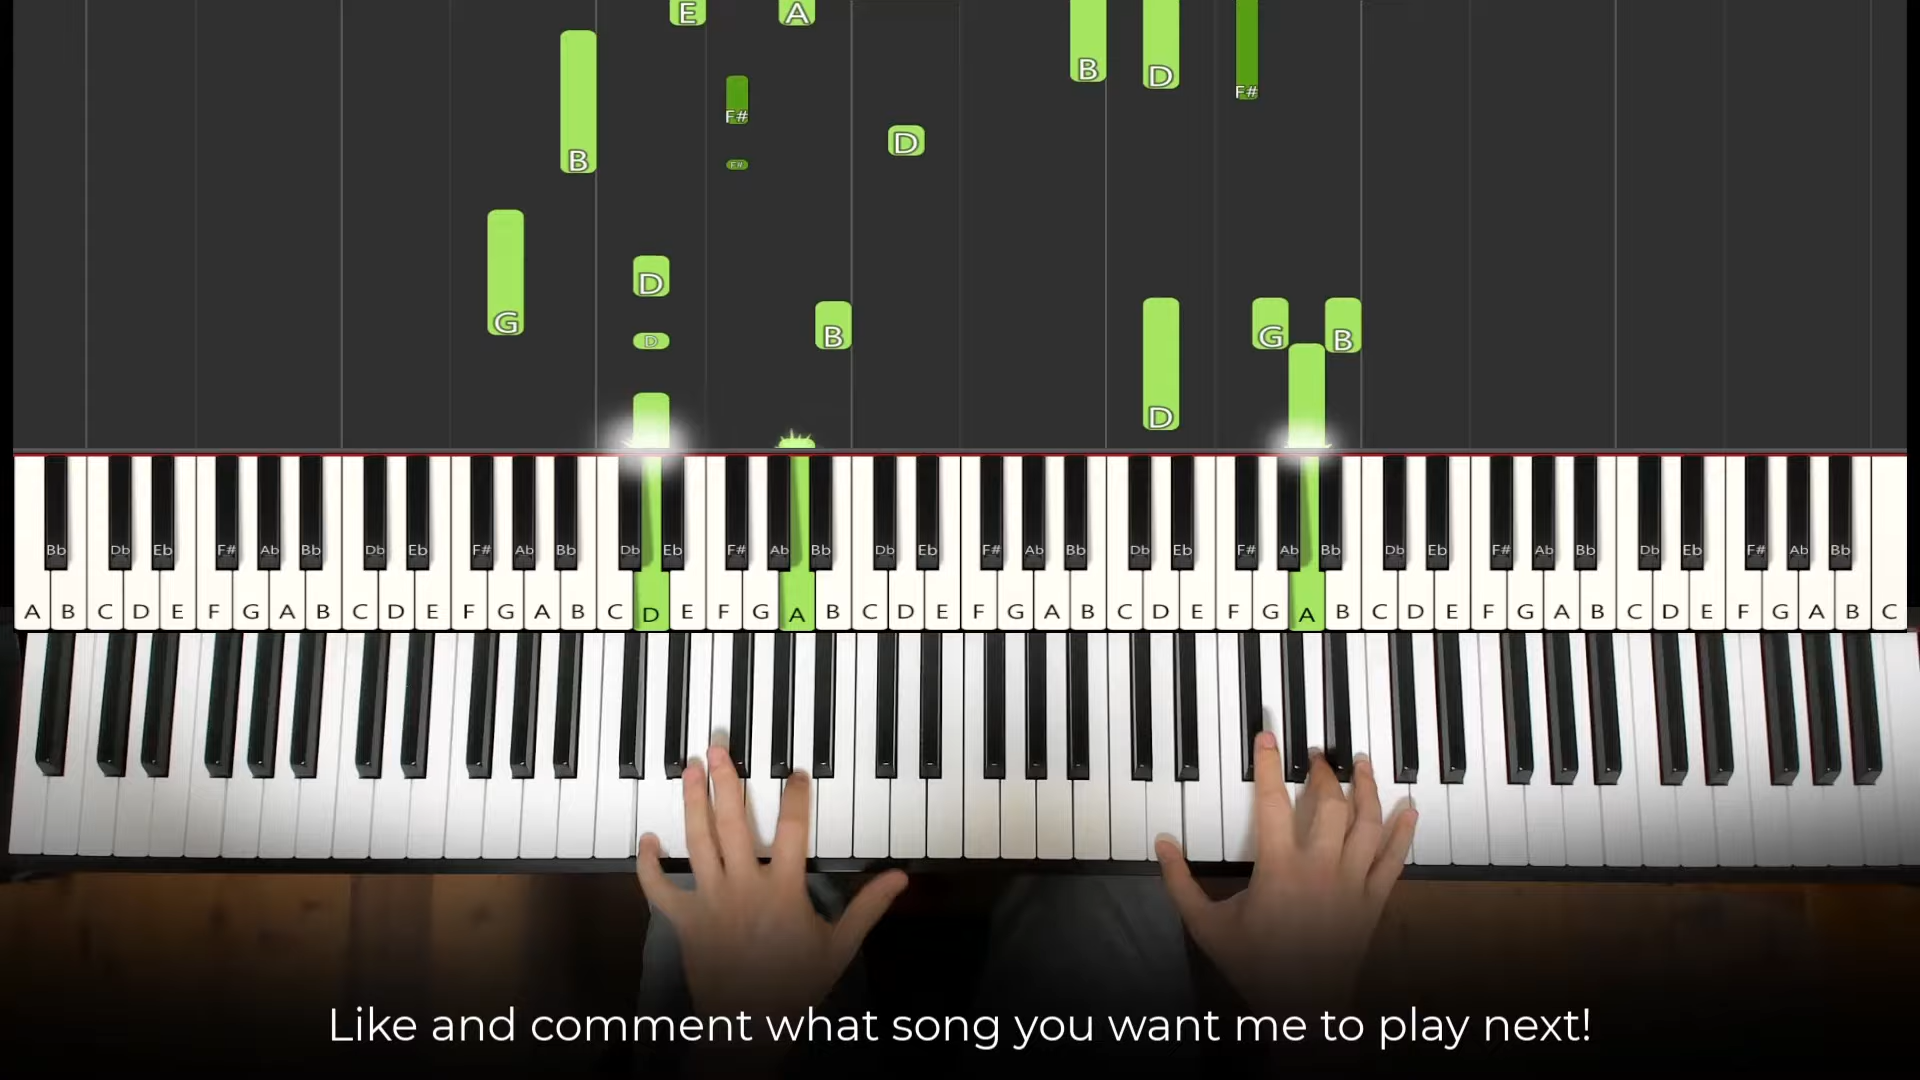 E A
B D
F#
F#
B
D
F#
G
D
G
B
B
D
D
Bb Db Eb F# Ab Bb Db Eb F# Ab Bb Db Eb F# Ab Bb Db Eb F# Ab Bb Db Eb F# Ab Bb Db Eb F# Ab Bb Db Eb F# Ab Bb
A B C D E F G A B C D E F G A B C D E F G A B C D E F G A B C D E F G A B C D E F G A B C D E F G A B C
Like and comment what song you want me to play next!